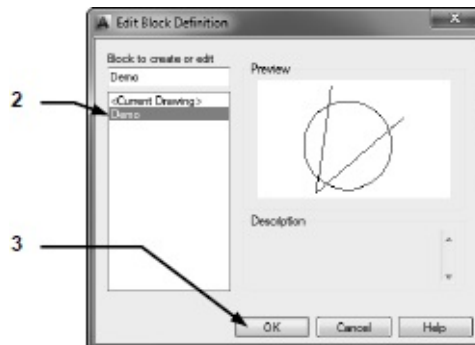 Edit Block Definition
x
Block to create or edit
Demo
<Current Drawing>
Demo
Preview
Description
OK
Cancel
Help
2
3